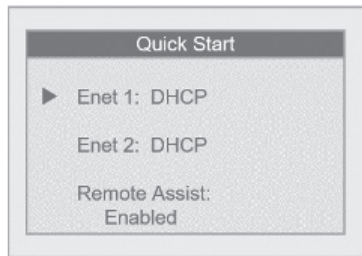 Quick Start
Enet 1: DHCP
Enet 2: DHCP
Remote Assist:
Enabled